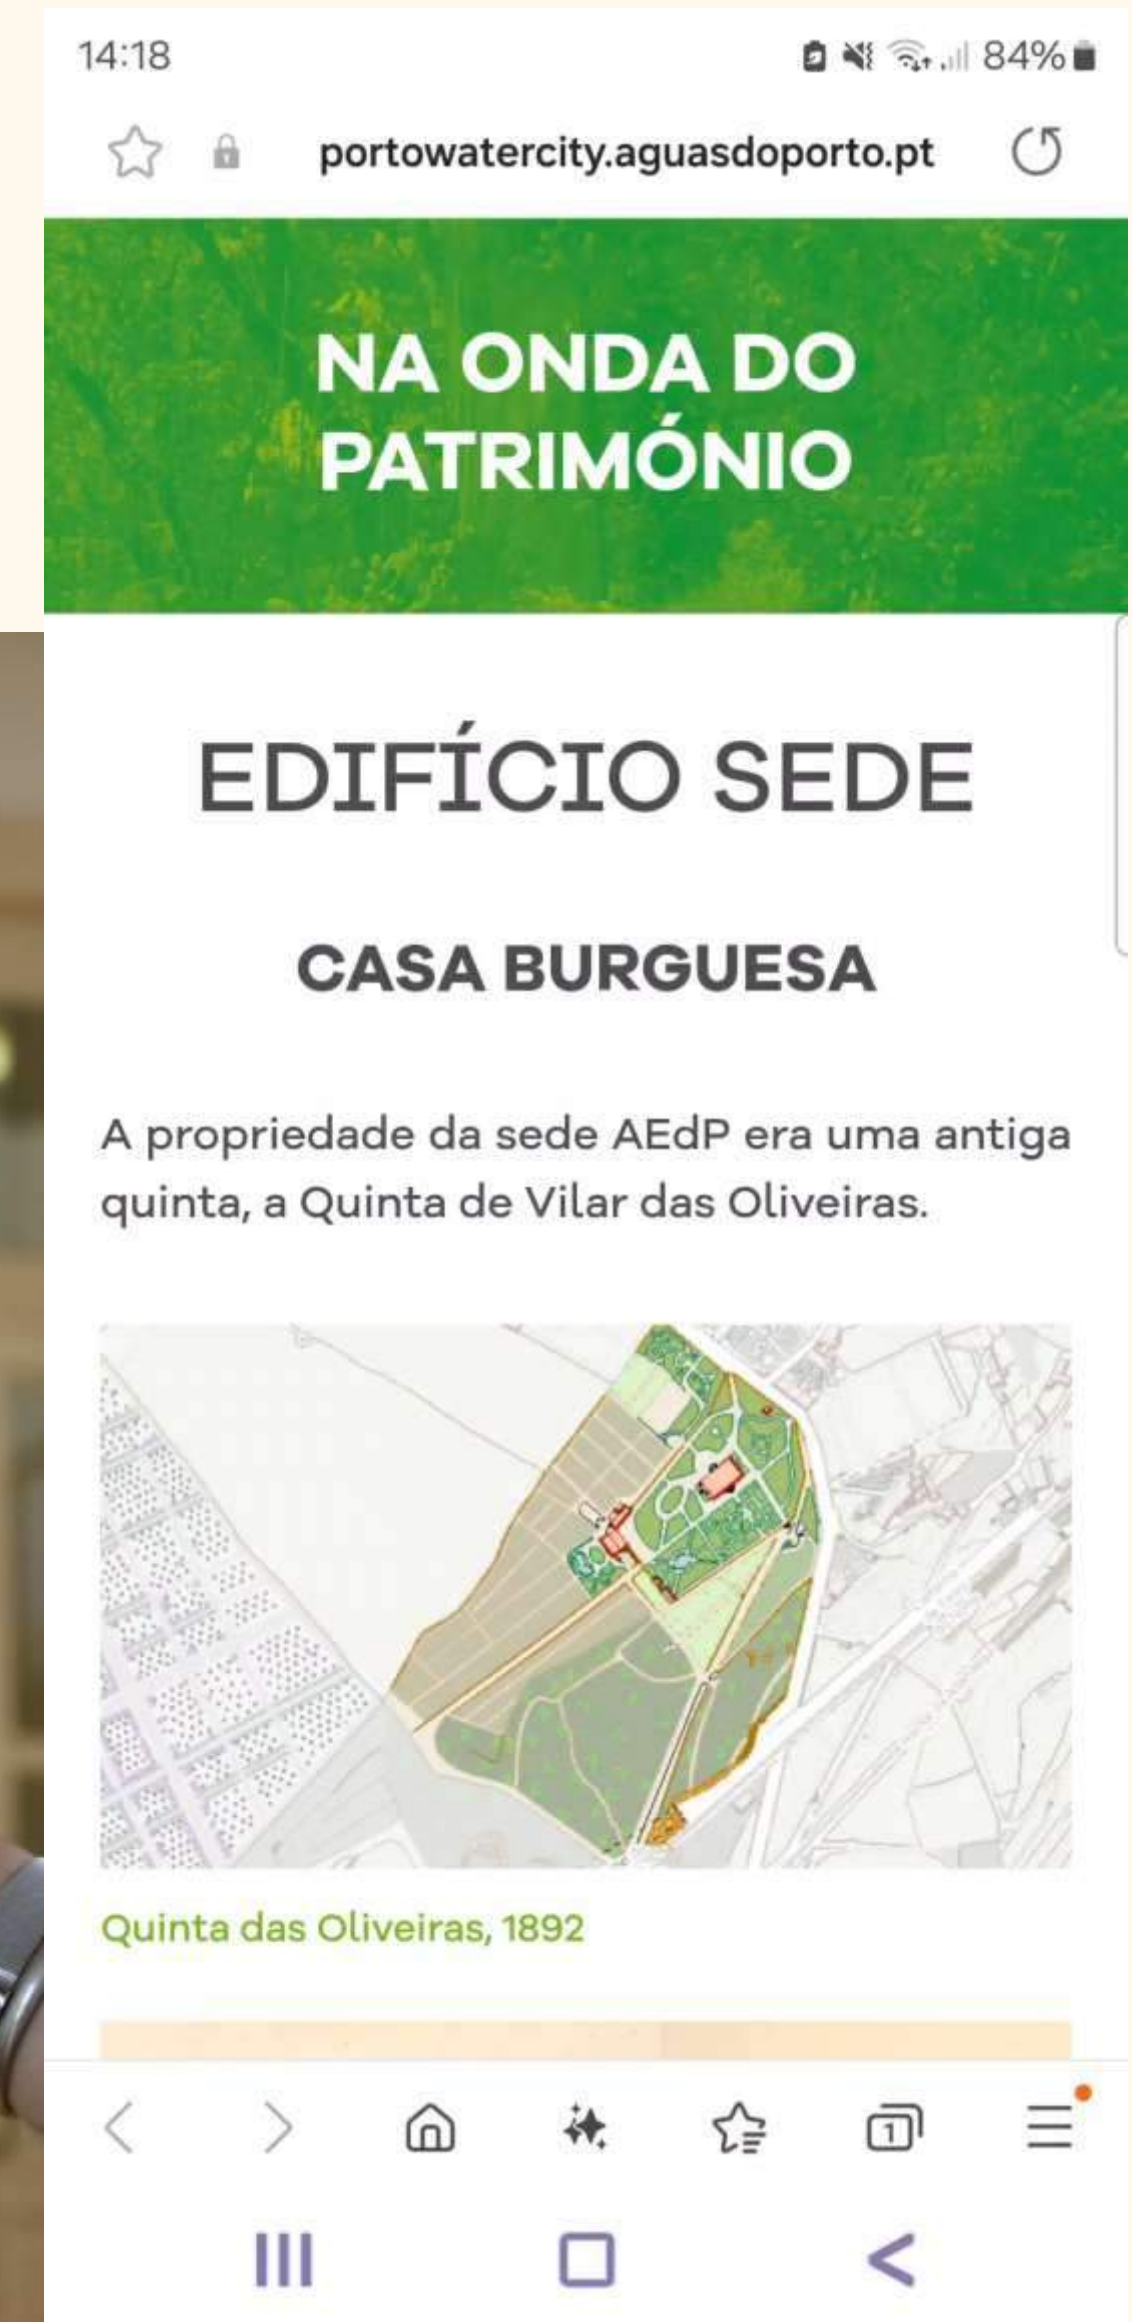 14:18
84%
portowatercity.aguasdoporto.pt
NA ONDA DO
PATRIMÓNIO
EDIFÍCIO SEDE
CASA BURGUESA
A propriedade da sede AEdP era uma antiga
quinta, a Quinta de Vilar das Oliveiras.
Quinta das Oliveiras, 1892
1